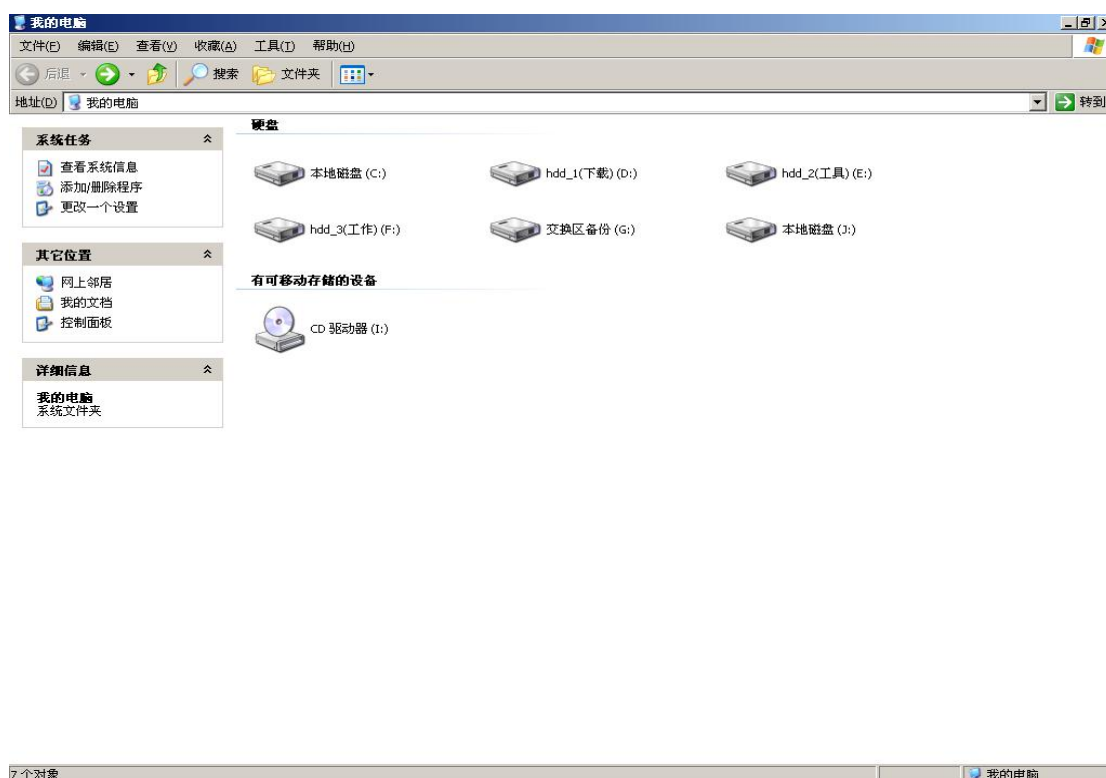 我的电脑
文件(F) 编辑(E) 查看(V) 收藏(A) 工具(T) 帮助(H)
后退 搜索 文件夹
地址(D) 我的电脑 转到
系统任务
查看系统信息
添加/删除程序
更改一个设置
其它位置
网上邻居
我的文档
控制面板
详细信息
我的电脑
系统文件夹
硬盘
本地磁盘 (C:) hdd_1(下载) (D:) hdd_2(工具) (E:)
hdd_3(工作) (F:) 交换区备份 (G:) 本地磁盘 (J:)
有可移动存储的设备
CD 驱动器 (I:)
7 个对象 我的电脑